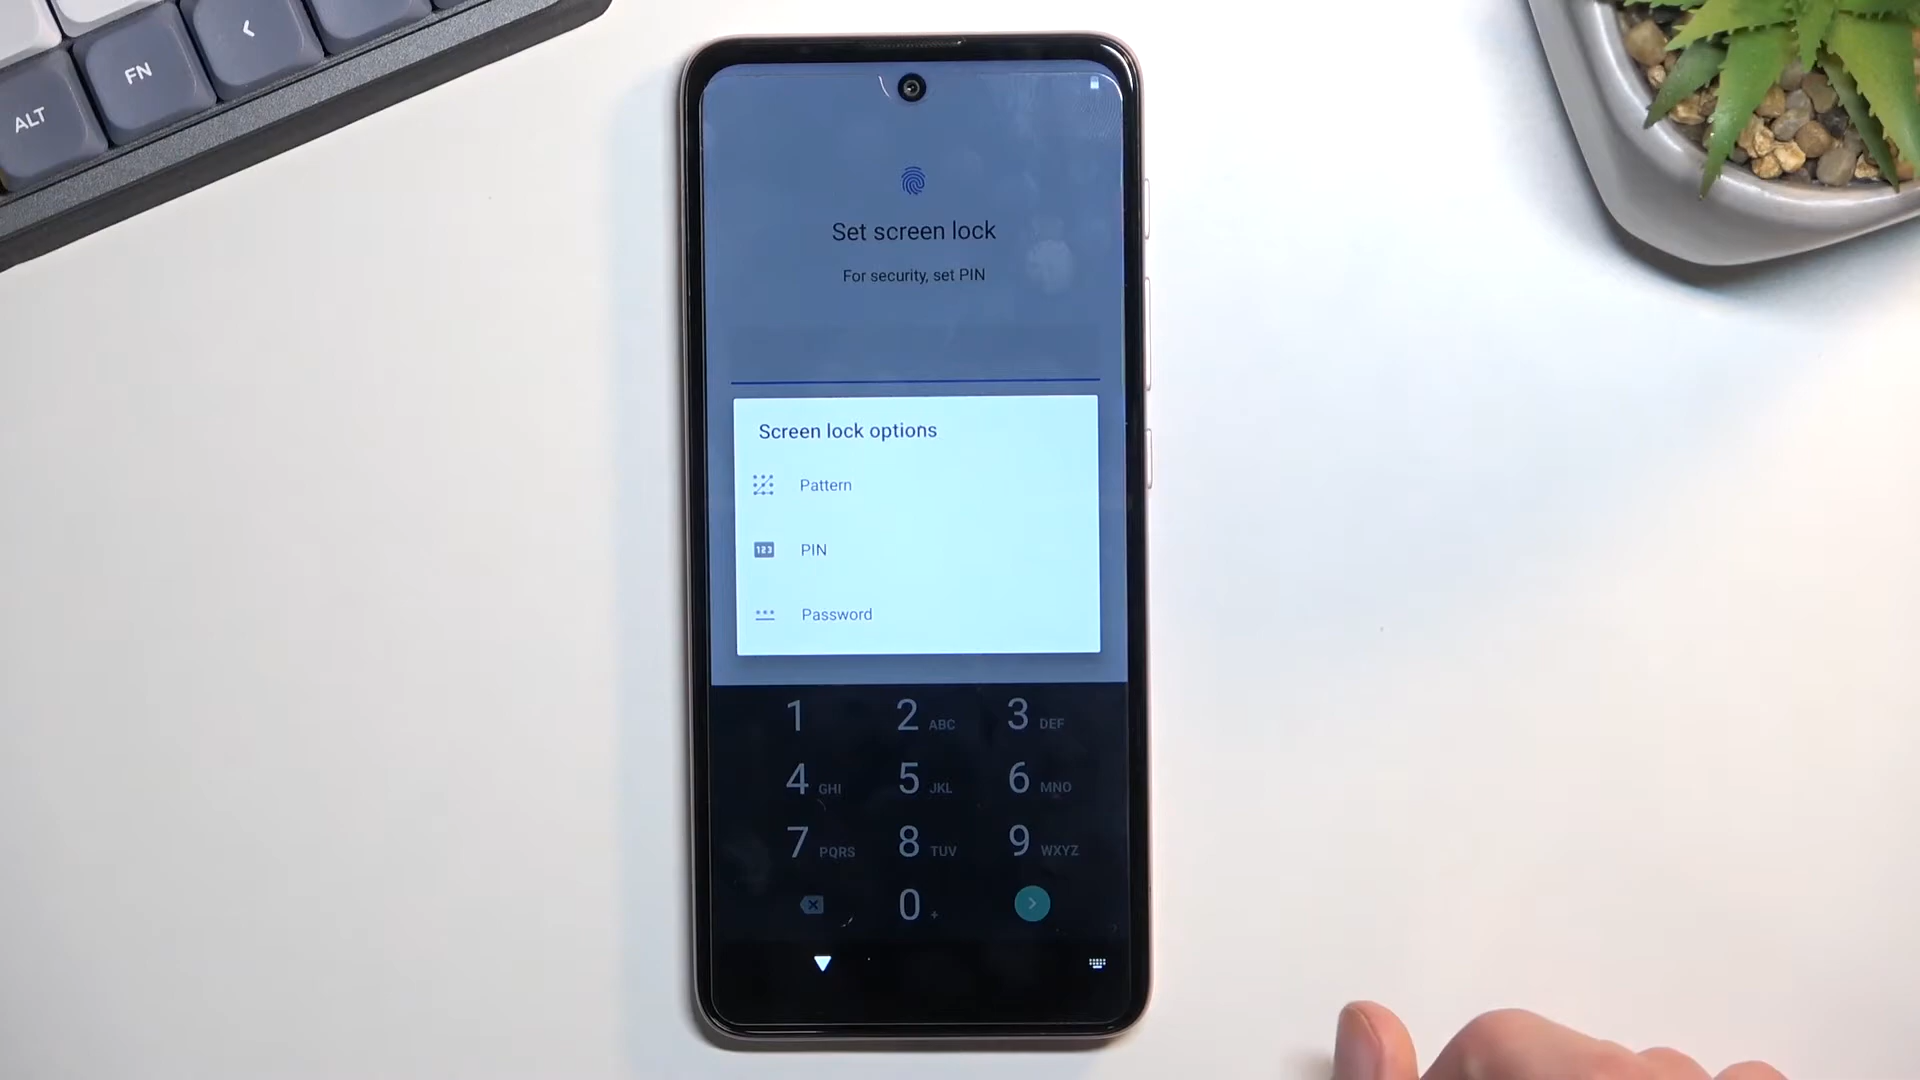 ALT
FN
<
Set screen lock
For security, set PIN
Screen lock options
Pattern
123 PIN
Password
1 2 ABC 3 DEF
4 GHI 5 JKL 6 MNO
7 PQRS 8 TUV 9 WXYZ
0 +